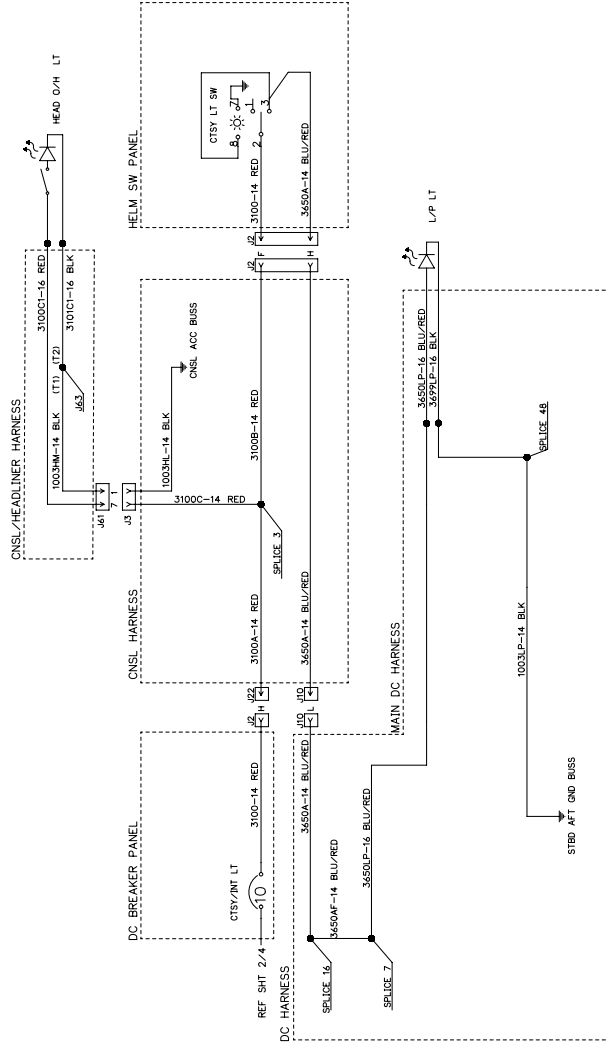 HEAD O/H LT
CNSL/HEADLINER HARNESS
3100C1-16 RED
3101C1-16 BLK
(T1) (T2)
1003HM-14 BLK
J63
J61
7 1
J3
HELM SW PANEL
CTSY LT SW
8 7
1
2 3
3100-14 RED
3650A-14 BLU/RED
J2
J2
F
H
CNSL HARNESS
1003HL-14 BLK
CNSL ACC BUSS
3100C-14 RED
3100B-14 RED
SPLICE 3
3100A-14 RED
3650A-14 BLU/RED
J2 J22
H
J10 J10
L
DC BREAKER PANEL
CTSY/INT LT
10
3100-14 RED
REF SHT 2/4
DC HARNESS
3650A-14 BLU/RED
3650AF-14 BLU/RED
SPLICE 16
SPLICE 7
3650LP-16 BLU/RED
MAIN DC HARNESS
L/P LT
3650LP-16 BLU/RED
3699LP-16 BLK
SPLICE 48
1003LP-14 BLK
STBD AFT GND BUSS